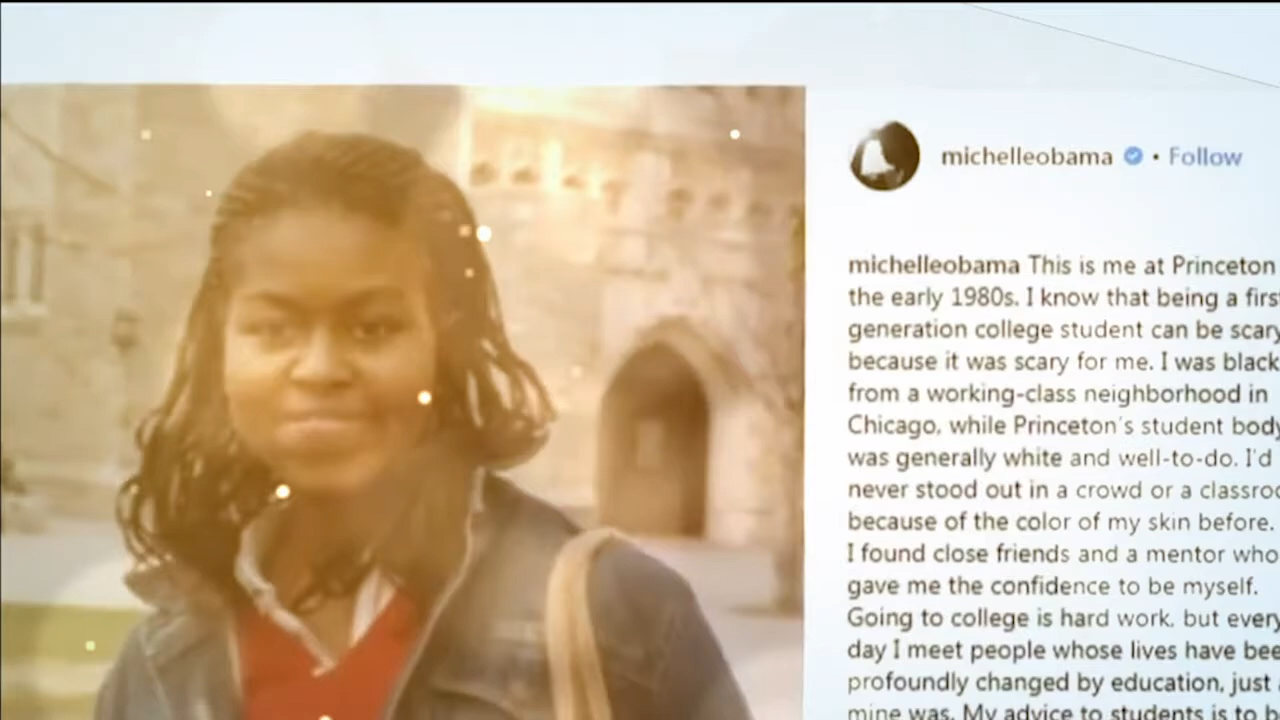 michelleobama • Follow
michelleobama This is me at Princeton
the early 1980s. I know that being a
generation college student can be scary
because it was scary for me. I was black
from a working-class neighborhood in
Chicago, while Princeton's student body
was generally white and well-to-do. I'd
never stood out in a crowd or a
because of the color of my skin before.
I found close friends and a mentor who
gave me the confidence to be myself.
Going to college is hard work, but every
day I meet people whose lives have
profoundly changed by education, just
mine was. My advice to students is to